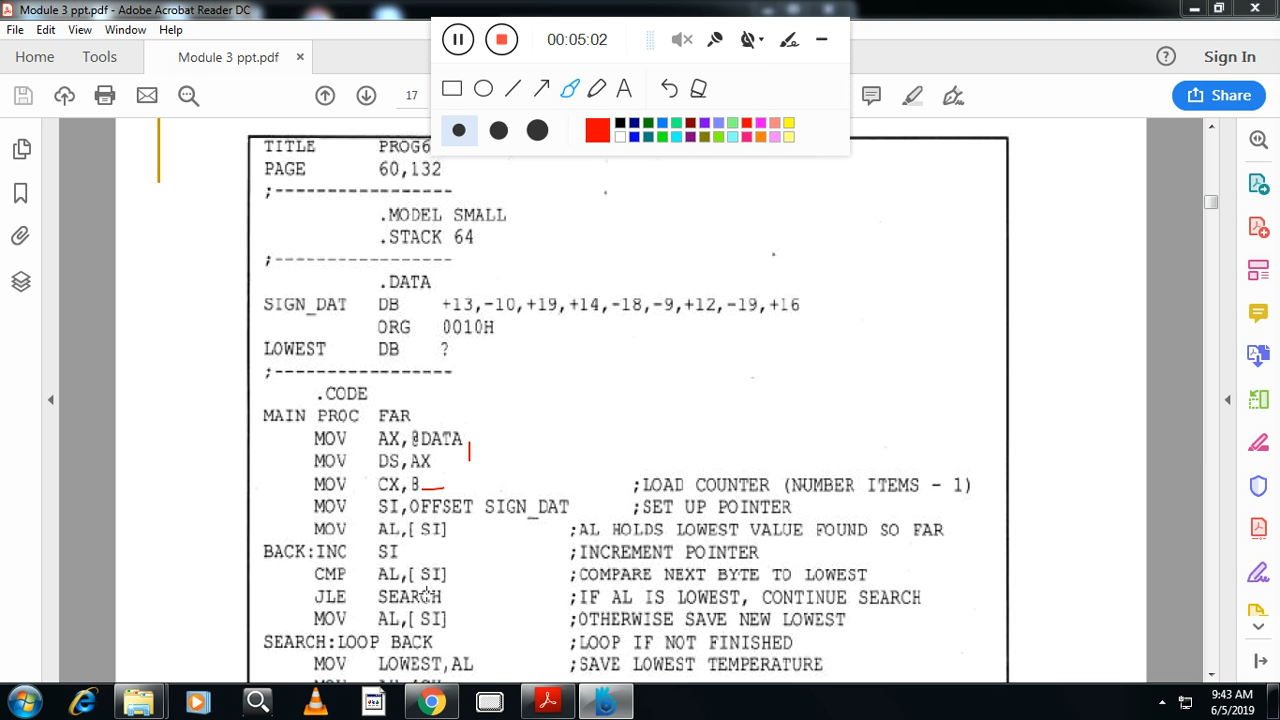 Module 3 ppt.pdf - Adobe Acrobat Reader DC
File Edit View Window Help
00:05:02
Home Tools Module 3 ppt.pdf × Sign In
17
Share
A
TITLE PROG6
PAGE 60,132
;------------------
.MODEL SMALL
.STACK 64
;------------------
.DATA
SIGN_DAT DB +13,-10,+19,+14,-18,-9,+12,-19,+16
ORG 0010H
LOWEST DB ?
;-----------------
.CODE
MAIN PROC FAR
MOV AX,@DATA
MOV DS,AX
MOV CX,8 ;LOAD COUNTER (NUMBER ITEMS - 1)
MOV SI,OFFSET SIGN_DAT ;SET UP POINTER
MOV AL,[SI] ;AL HOLDS LOWEST VALUE FOUND SO FAR
BACK:INC SI ;INCREMENT POINTER
CMP AL,[SI] ;COMPARE NEXT BYTE TO LOWEST
JLE SEARCH ;IF AL IS LOWEST, CONTINUE SEARCH
MOV AL,[SI] ;OTHERWISE SAVE NEW LOWEST
SEARCH:LOOP BACK ;LOOP IF NOT FINISHED
MOV LOWEST,AL ;SAVE LOWEST TEMPERATURE
9:43 AM
6/5/2019